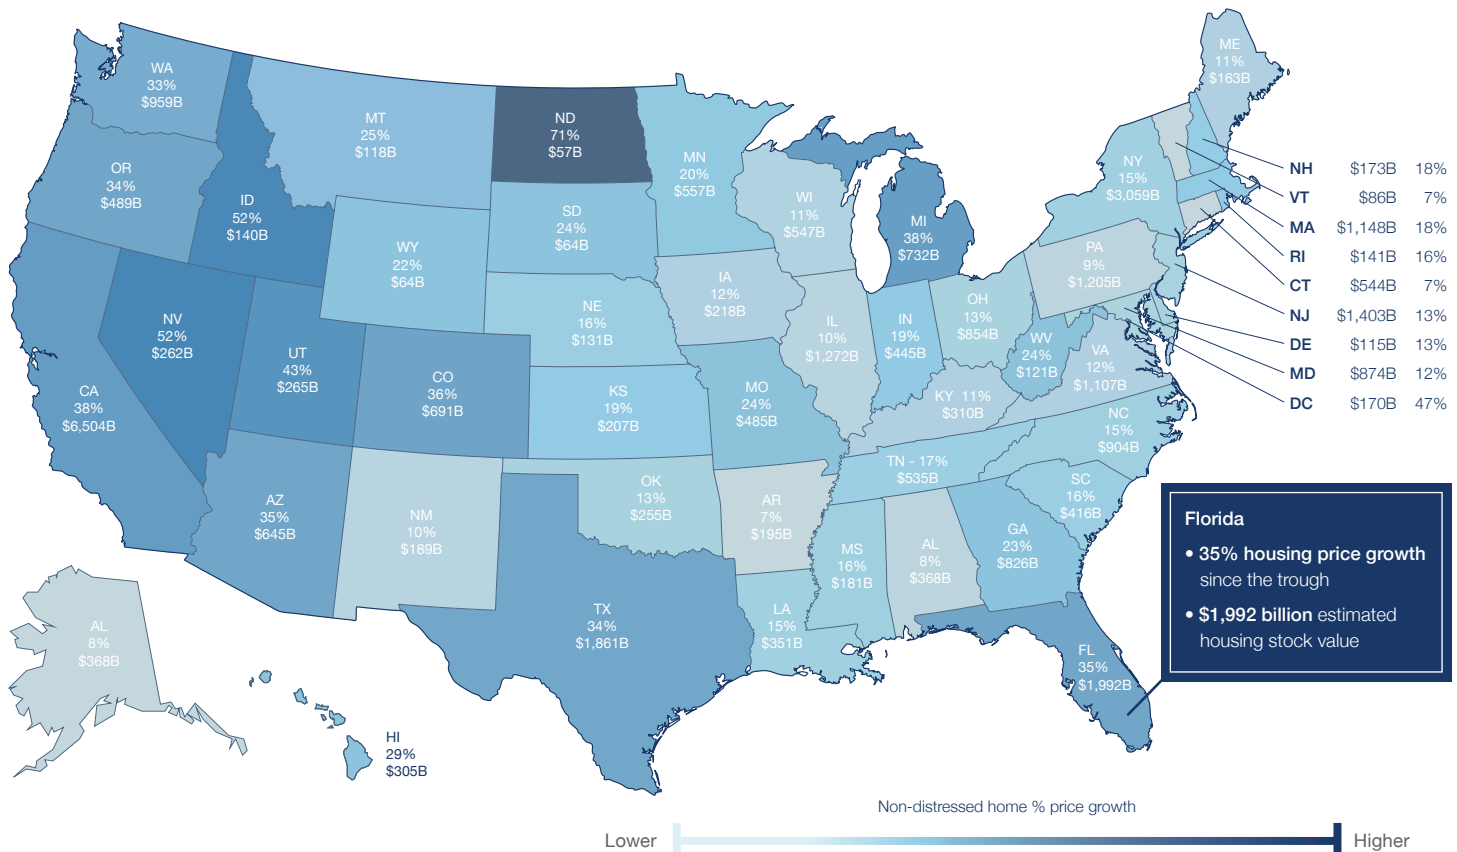 WA
33%
$959B
OR
34%
$489B
CA
38%
$6,504B
ID
52%
$140B
NV
52%
$262B
MT
25%
$118B
WY
22%
$64B
UT
43%
$265B
CO
36%
$691B
AZ
35%
$645B
NM
10%
$189B
ND
71%
$57B
SD
24%
$64B
NE
16%
$131B
KS
19%
$207B
OK
13%
$255B
TX
34%
$1,861B
MN
20%
$557B
IA
12%
$218B
MO
24%
$485B
AR
7%
$195B
LA
15%
$351B
WI
11%
$547B
IL
10%
$1,272B
MI
38%
$732B
IN
19%
$445B
OH
13%
$854B
KY 11%
$310B
TN - 17%
$535B
MS
16%
$181B
AL
8%
$368B
GA
23%
$826B
FL
35%
$1,992B
SC
16%
$416B
NC
15%
$904B
VA
12%
$1,107B
WV
24%
$121B
PA
9%
$1,205B
NY
15%
$3,059B
ME
11%
$163B
NH $173B 18%
VT $86B 7%
MA $1,148B 18%
RI $141B 16%
CT $544B 7%
NJ $1,403B 13%
DE $115B 13%
MD $874B 12%
DC $170B 47%
AL
8%
$368B
HI
29%
$305B
Florida
• 35% housing price growth
since the trough
• $1,992 billion estimated
housing stock value
Non-distressed home % price growth
Lower
Higher